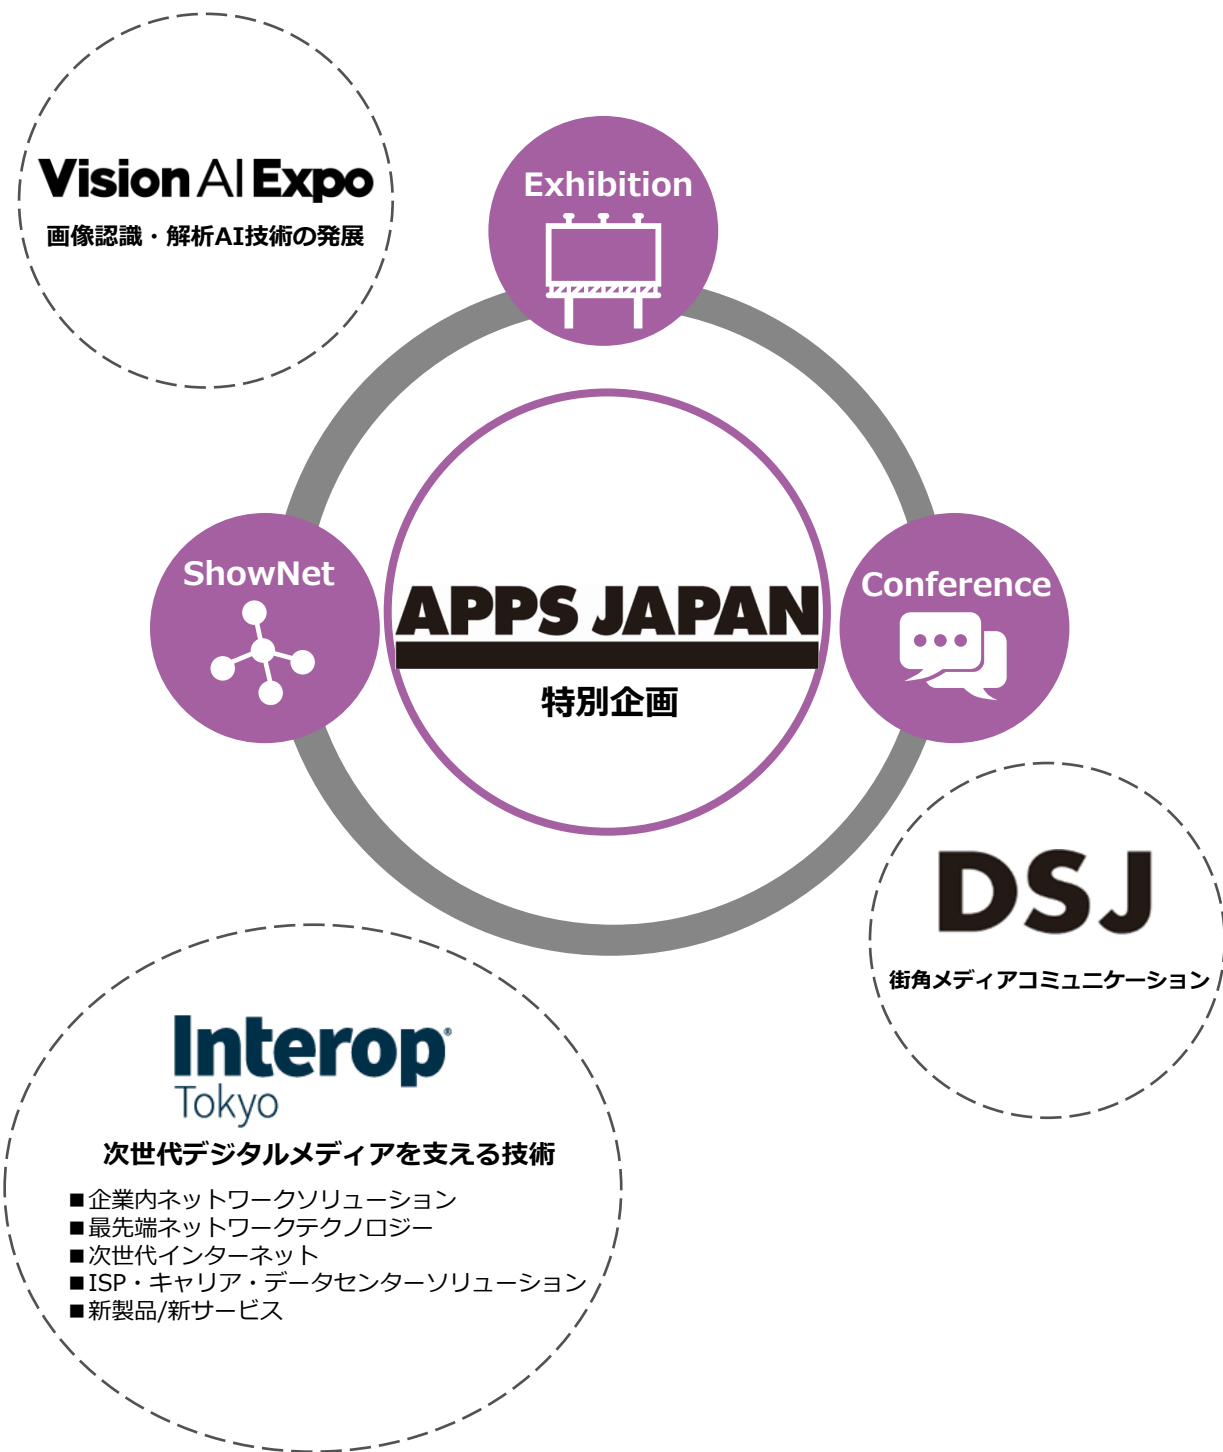 Vision AI Expo
画像認識・解析AI技術の発展
Exhibition
ShowNet
APPS JAPAN
特別企画
Conference
DSJ
街角メディアコミュニケーション
Interop®
Tokyo
次世代デジタルメディアを支える技術
■企業内ネットワークソリューション
■最先端ネットワークテクノロジー
■次世代インターネット
■ISP・キャリア・データセンターソリューション
■新製品/新サービス